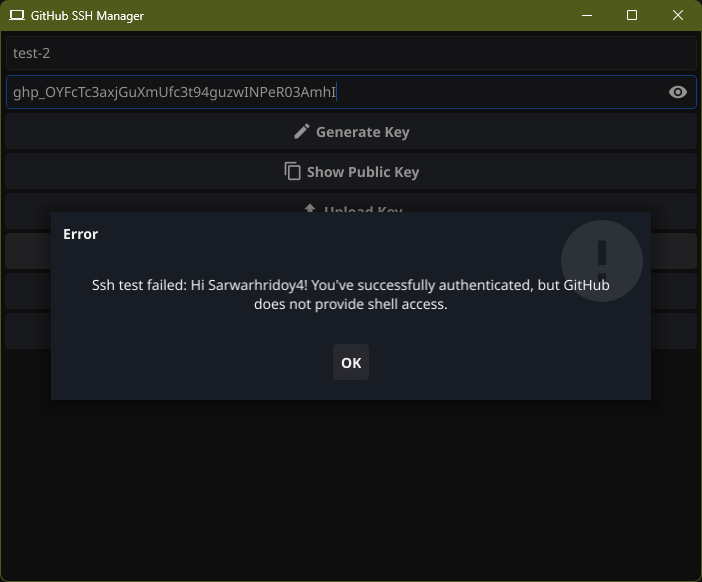 GitHub SSH Manager
test-2
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
Generate Key
Show Public Key
Upload Key
Error
Ssh test failed: Hi Sarwarhridoy4! You've successfully authenticated, but GitHub
does not provide shell access.
OK